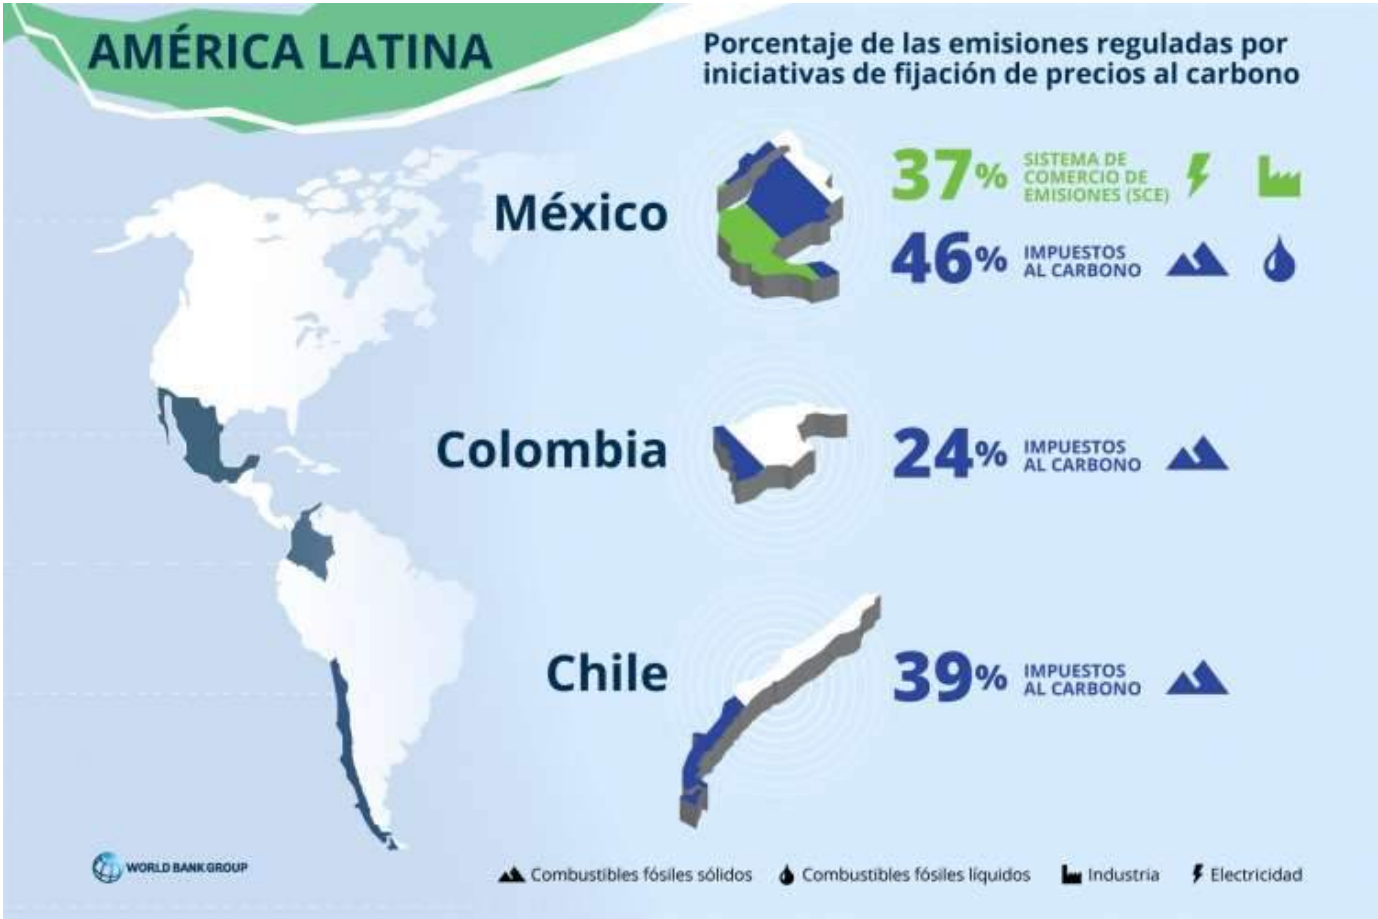 AMÉRICA LATINA
Porcentaje de las emisiones reguladas por
iniciativas de fijación de precios al carbono
México
37%
SISTEMA DE
COMERCIO DE
EMISIONES (SCE)
46%
IMPUESTOS
AL CARBONO
Colombia
24%
IMPUESTOS
AL CARBONO
Chile
39%
IMPUESTOS
AL CARBONO
WORLD BANK GROUP
Combustibles fósiles sólidos
Combustibles fósiles líquidos
Industria
Electricidad